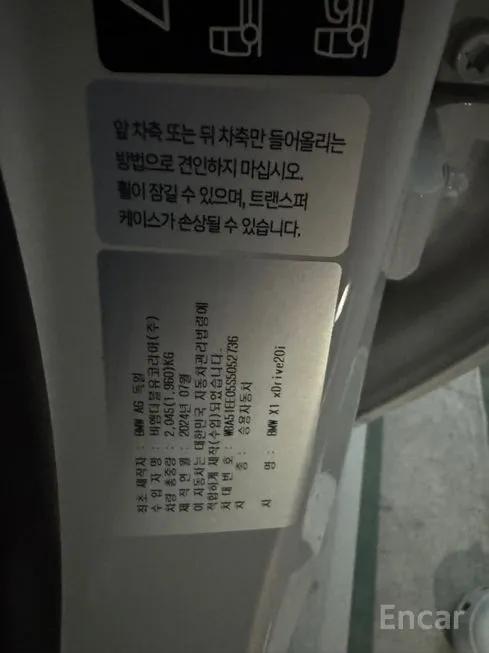 앞 차축 또는 뒤 차축만 들어올리는
방법으로 견인하지 마십시오.
휠이 잠길 수 있으며, 트랜스퍼
케이스가 손상될 수 있습니다.
최초 제작자 : BMW AG 독일
수 입 자 명 : 비엠더블유코리아(주)
차량 총중량 : 2,045(1,960)KG
제 작 연 월 : 2024년 07월
이 자동차는 대한민국 자동차관리법령에
적합하게 제작(수입)되었습니다.
차 대 번 호 : WBA51EE05S5052736
차 종 : 승용자동차
차 명 : BMW X1 xDrive20i
Encar